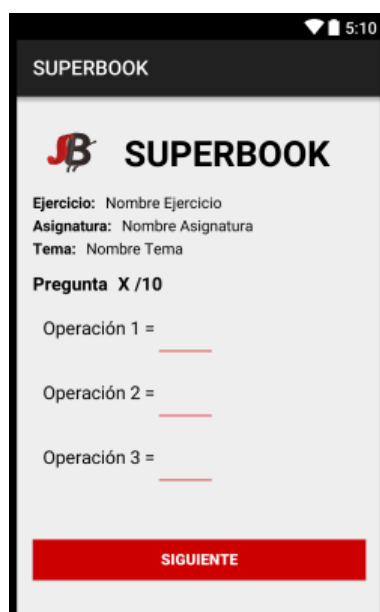 5:10
SUPERBOOK
SB SUPERBOOK
Ejercicio: Nombre Ejercicio
Asignatura: Nombre Asignatura
Tema: Nombre Tema
Pregunta X /10
Operación 1 =
Operación 2 =
Operación 3 =
SIGUIENTE